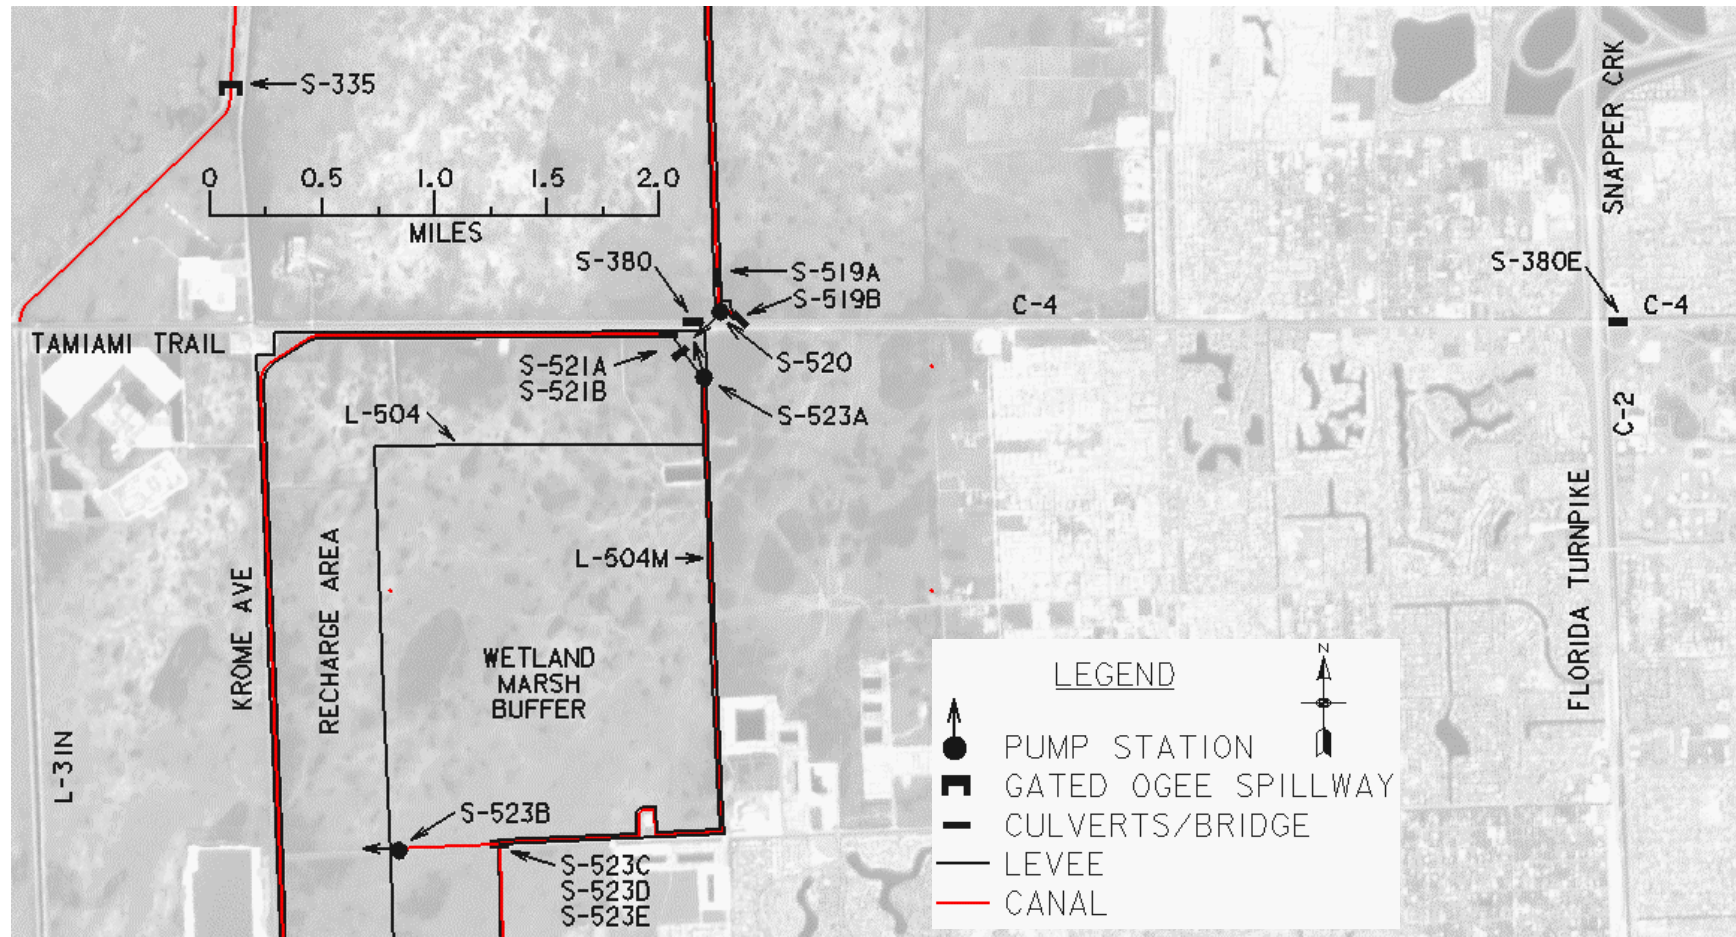 S-335
SNAPPER CRK
0 0.5 1.0 1.5 2.0
MILES
S-380
S-519A
S-519B
S-380E
C-4
C-4
TAMIAMI TRAIL
S-521A
S-521B
S-520
S-523A
L-504
C-2
L-504M
KROME AVE
RECHARGE AREA
FLORIDA TURNPIKE
WETLAND
MARSH
BUFFER
L-31N
S-523B
S-523C
S-523D
S-523E
N
LEGEND
PUMP STATION
GATED OGEE SPILLWAY
CULVERTS/BRIDGE
LEVEE
CANAL